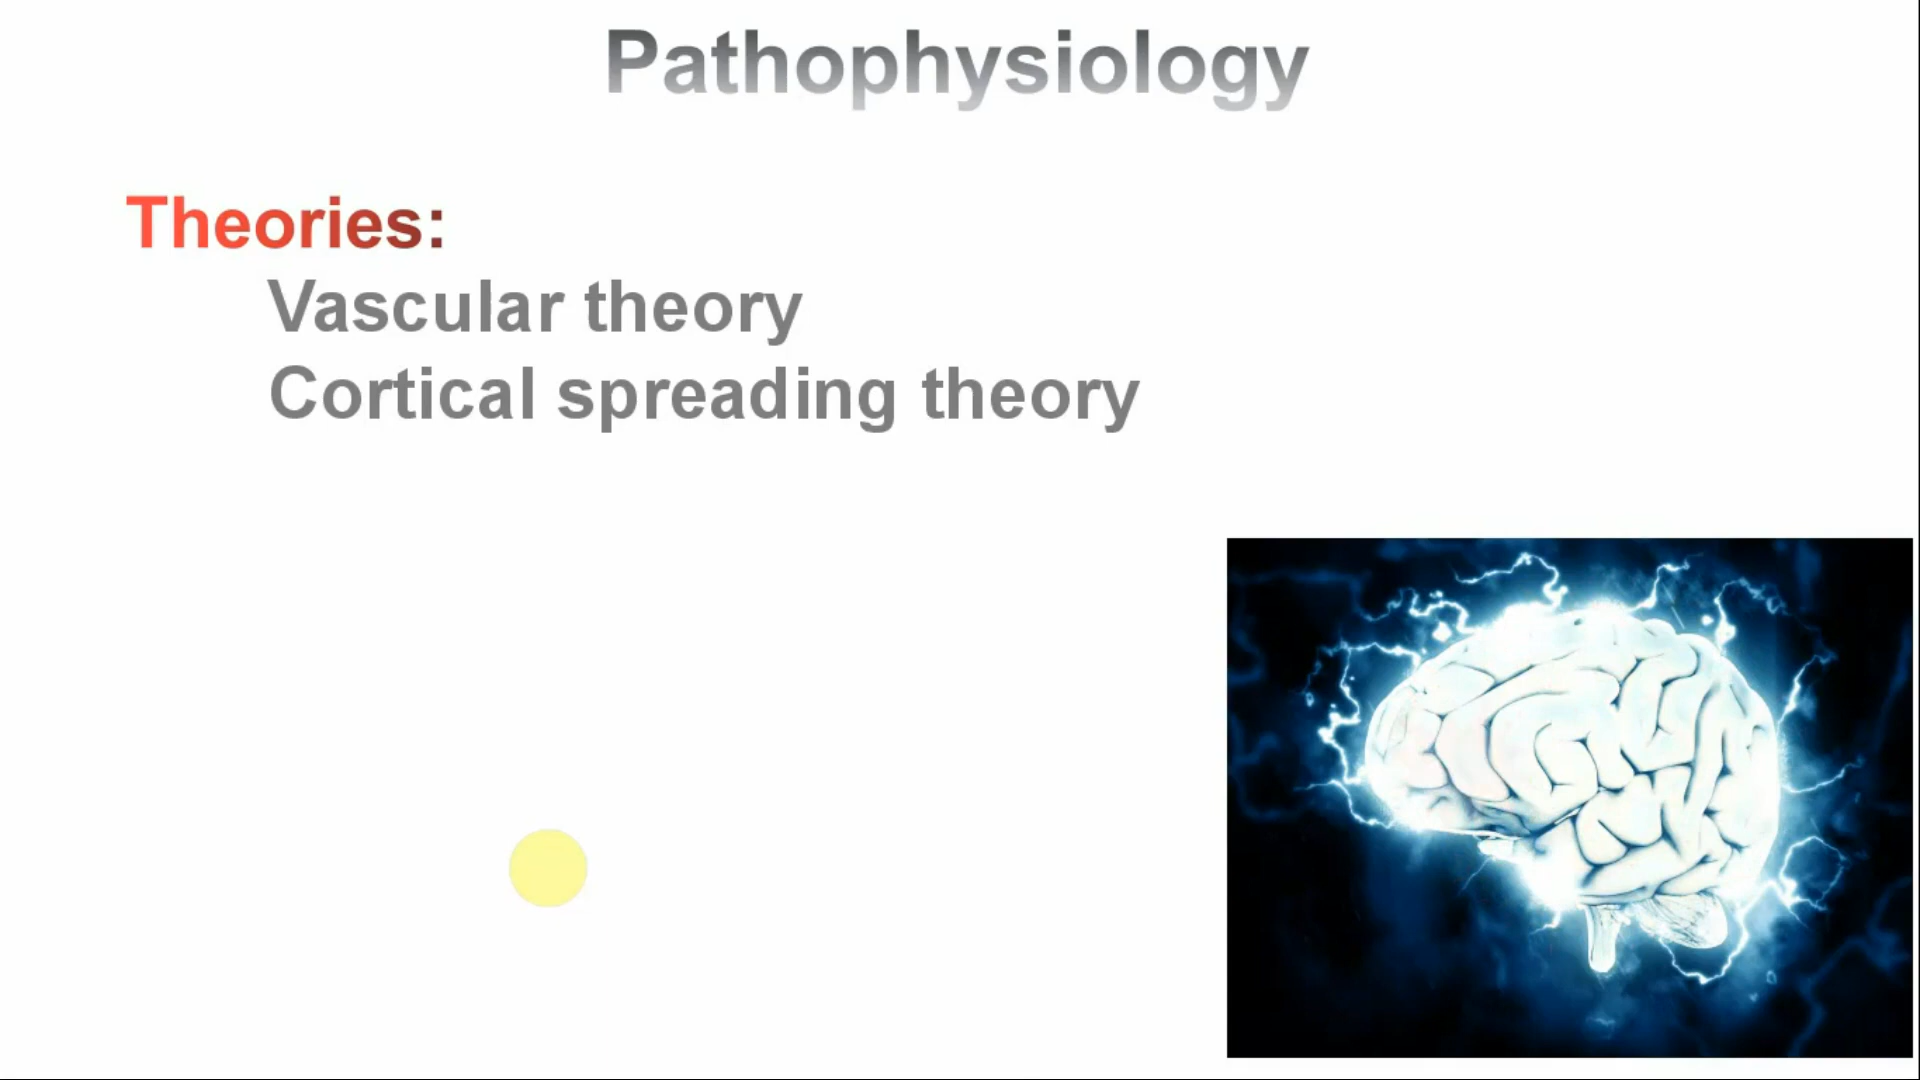 Pathophysiology
Theories:
Vascular theory
Cortical spreading theory